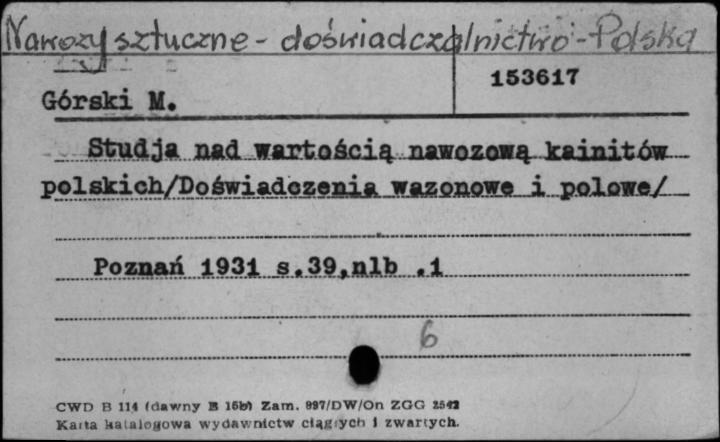 Nawozy sztuczne - doświadczalnictwo - Polska
153617
Górski M.
Studja nad wartością nawozową kainitów
polskich/Doświadczenia wazonowe i polowe/
Poznań 1931 s.39,nlb .1
6
CWD B 114 (dawny B 15b) Zam. 997/DW/On ZGG 2542
Karta katalogowa wydawnictw ciągłych i zwartych.